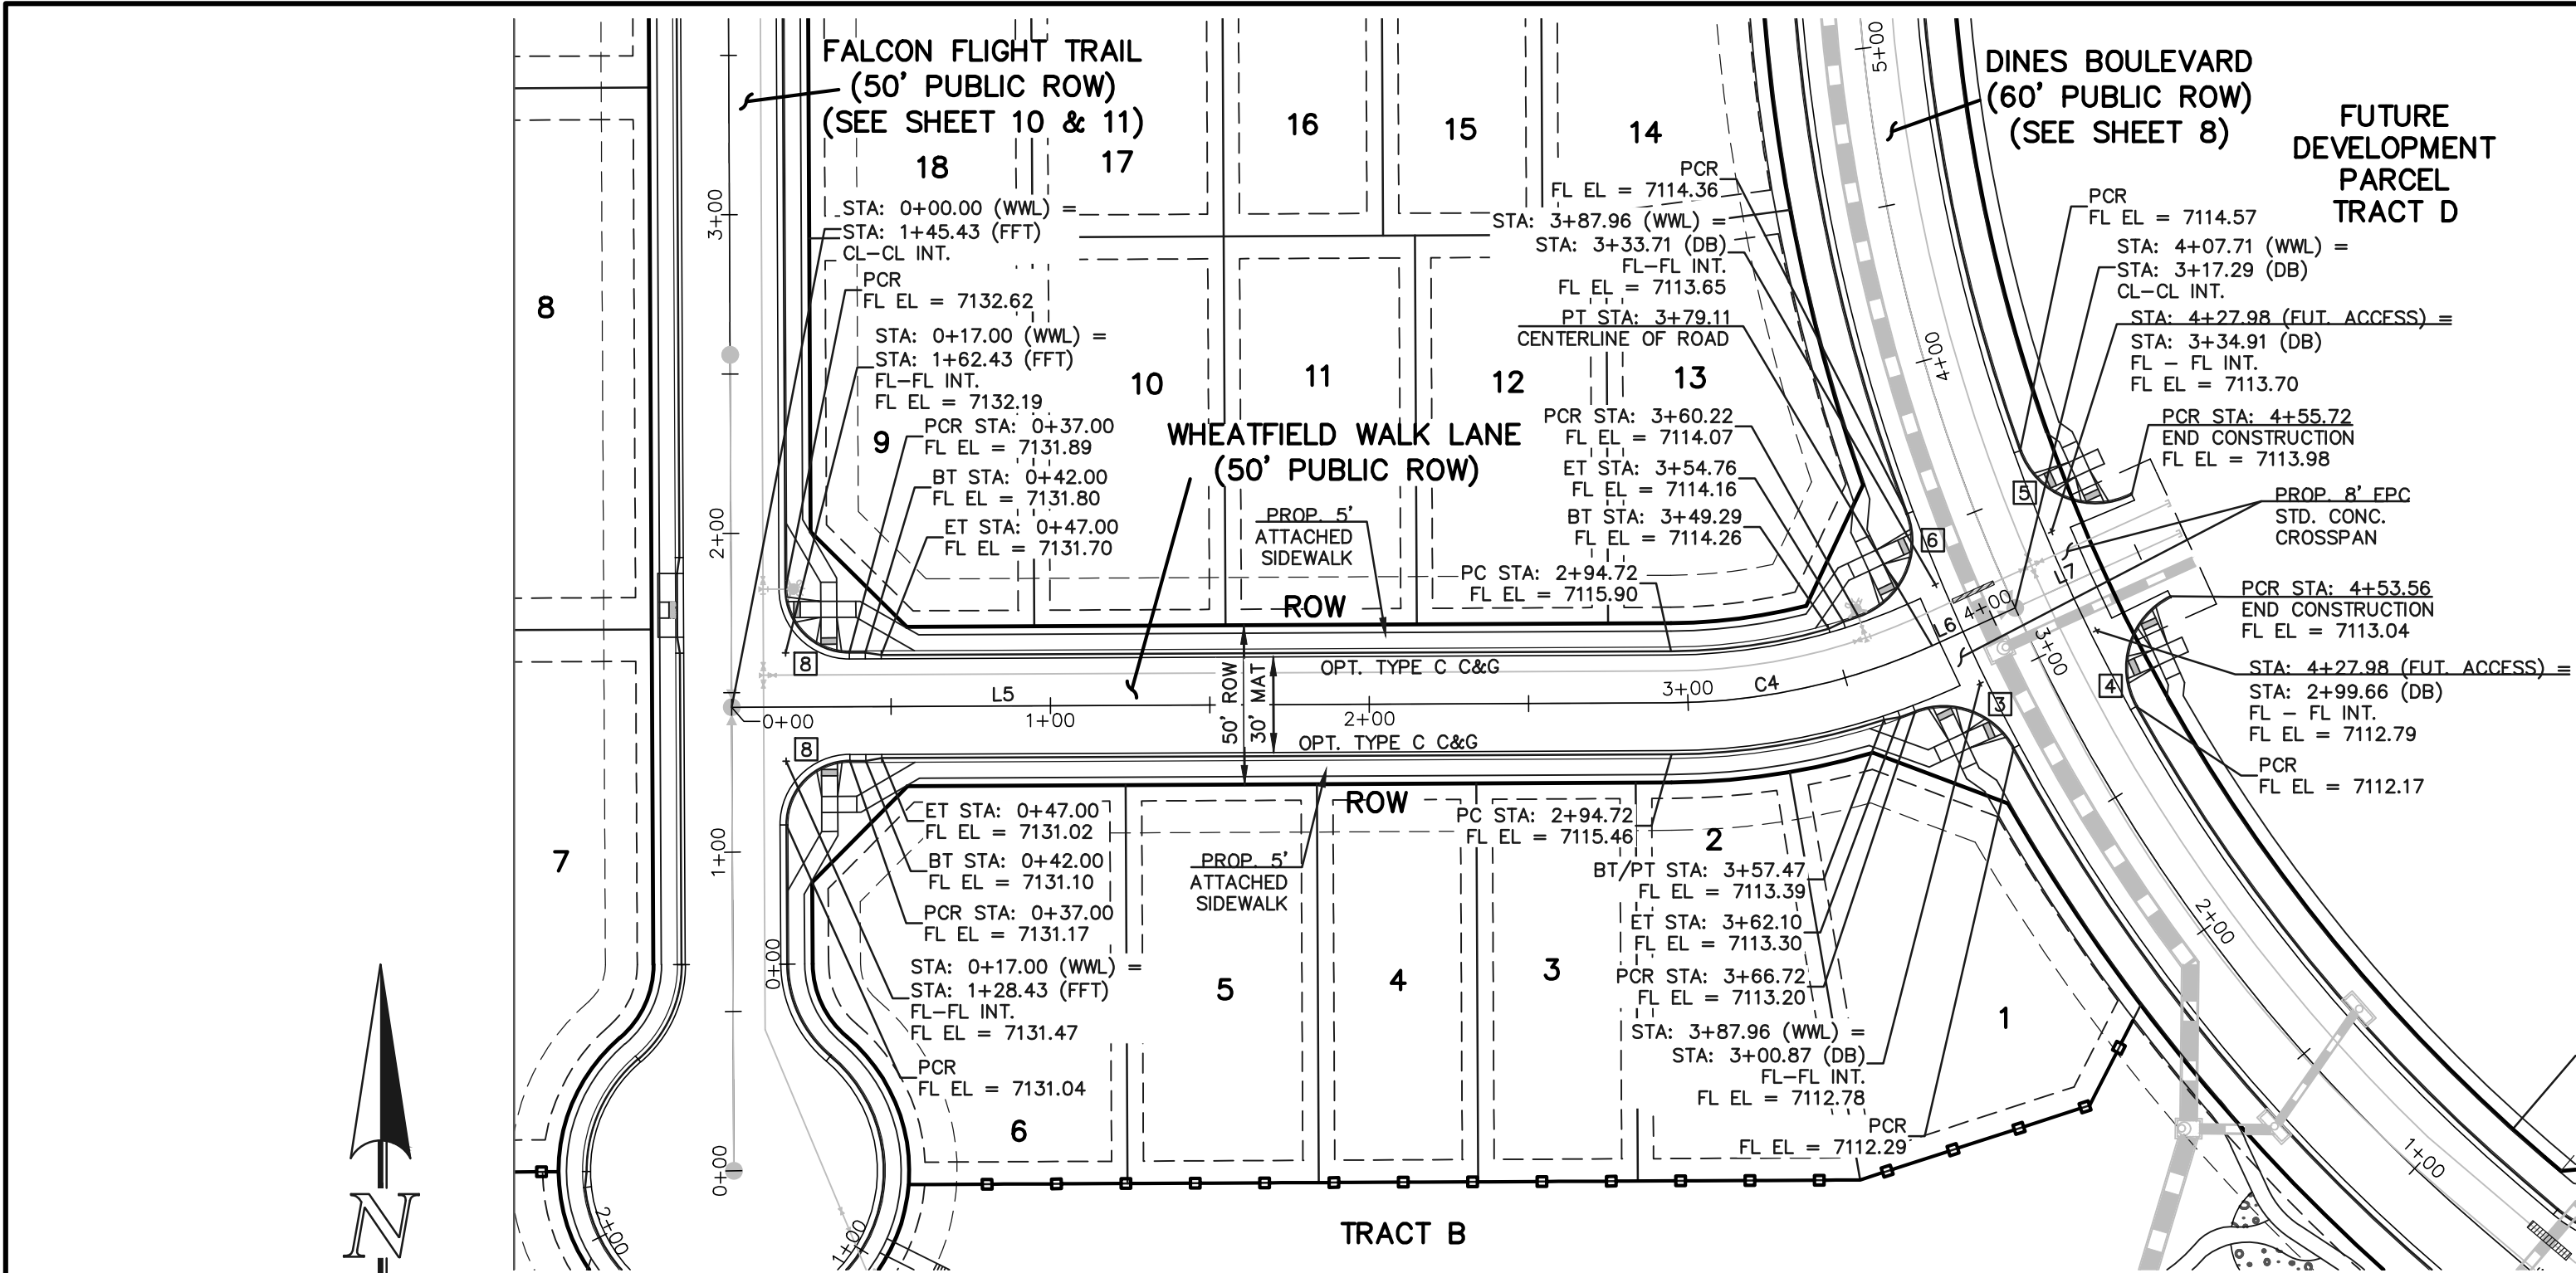 FALCON FLIGHT TRAIL
(50' PUBLIC ROW)
(SEE SHEET 10 & 11)
DINES BOULEVARD
(60' PUBLIC ROW)
(SEE SHEET 8)
FUTURE
DEVELOPMENT
PARCEL
TRACT D
18
17
16
15
14
5+00
STA: 0+00.00 (WWL) =
STA: 1+45.43 (FFT)
CL-CL INT.
PCR
FL EL = 7132.62
STA: 0+17.00 (WWL) =
STA: 1+62.43 (FFT)
FL-FL INT.
FL EL = 7132.19
PCR STA: 0+37.00
FL EL = 7131.89
BT STA: 0+42.00
FL EL = 7131.80
ET STA: 0+47.00
FL EL = 7131.70
PCR
FL EL = 7114.36
STA: 3+87.96 (WWL) =
STA: 3+33.71 (DB)
FL-FL INT.
FL EL = 7113.65
PT STA: 3+79.11
CENTERLINE OF ROAD
PCR STA: 3+60.22
FL EL = 7114.07
ET STA: 3+54.76
FL EL = 7114.16
BT STA: 3+49.29
FL EL = 7114.26
PC STA: 2+94.72
FL EL = 7115.90
PCR
FL EL = 7114.57
STA: 4+07.71 (WWL) =
STA: 3+17.29 (DB)
CL-CL INT.
STA: 4+27.98 (FUT. ACCESS) =
STA: 3+34.91 (DB)
FL - FL INT.
FL EL = 7113.70
PCR STA: 4+55.72
END CONSTRUCTION
FL EL = 7113.98
PROP. 8' EPC
STD. CONC.
CROSSPAN
PCR STA: 4+53.56
END CONSTRUCTION
FL EL = 7113.04
STA: 4+27.98 (FUT. ACCESS) =
STA: 2+99.66 (DB)
FL - FL INT.
FL EL = 7112.79
PCR
FL EL = 7112.17
8
9
10
11
12
13
WHEATFIELD WALK LANE
(50' PUBLIC ROW)
PROP. 5'
ATTACHED
SIDEWALK
ROW
3+00
2+00
4+00
5
6
8
8
3
4
L5
L6
L7
C4
OPT. TYPE C C&G
OPT. TYPE C C&G
50' ROW
30' MAT
0+00
1+00
2+00
3+00
4+00
3+00
ROW
ET STA: 0+47.00
FL EL = 7131.02
BT STA: 0+42.00
FL EL = 7131.10
PCR STA: 0+37.00
FL EL = 7131.17
STA: 0+17.00 (WWL) =
STA: 1+28.43 (FFT)
FL-FL INT.
FL EL = 7131.47
PCR
FL EL = 7131.04
PROP. 5'
ATTACHED
SIDEWALK
PC STA: 2+94.72
FL EL = 7115.46
BT/PT STA: 3+57.47
FL EL = 7113.39
ET STA: 3+62.10
FL EL = 7113.30
PCR STA: 3+66.72
FL EL = 7113.20
STA: 3+87.96 (WWL) =
STA: 3+00.87 (DB)
FL-FL INT.
FL EL = 7112.78
PCR
FL EL = 7112.29
7
6
5
4
3
2
1
1+00
0+00
0+00
2+00
1+00
2+00
1+00
TRACT B
N